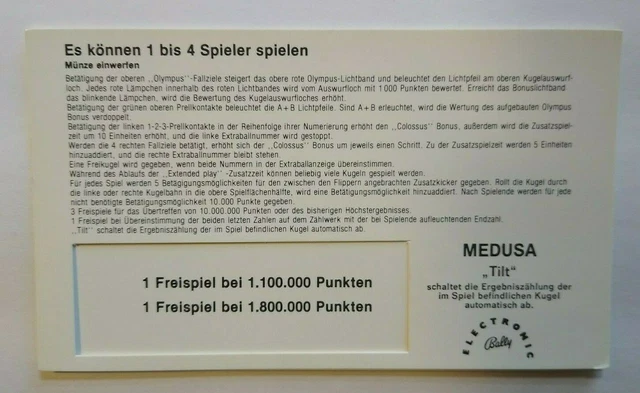 Es können 1 bis 4 Spieler spielen
Münze einwerten
Betätigung der oberen „Olympus"-Fallziele steigert das obere rote Olympus-Lichtband und beleuchtet den Lichtpfeil am oberen Kugelauswurf-
loch. Jedes rote Lämpchen innerhalb des roten Lichtbandes wird vom Auswurfloch mit 1000 Punkten bewertet. Erreicht das Bonuslichtband
das blinkende Lämpchen, wird die Bewertung des Kugelauswurfloches erhöht.
Betätigung der grünen oberen Prellkontakte beleuchtet die A+B Lichtpfeile. Sind A+B erleuchtet, wird die Wertung des aufgebauten Olympus
Bonus verdoppelt.
Betätigung der linken 1-2-3-Prellkontakte in der Reihenfolge ihrer Numerierung erhöht den „Colossus" Bonus, außerdem wird die Zusatzspiel-
zeit um 10 Einheiten erhöht, und die linke Extraballnummer wird gestoppt.
Werden die 4 rechten Fallziele betätigt, erhöht sich der „Colossus" Bonus um jeweils einen Schritt. Zu der Zusatzspielzeit werden 5 Einheiten
hinzuaddiert, und die rechte Extraballnummer bleibt stehen.
Eine Freikugel wird gegeben, wenn beide Nummern in der Extraballanzeige übereinstimmen.
Während des Ablaufs der „Extended play" -Zusatzzeit können beliebig viele Kugeln gespielt werden.
Für jedes Spiel werden 5 Betätigungsmöglichkeiten für den zwischen den Flippern angebrachten Zusatzkicker gegeben. Rollt die Kugel durch
die linke oder rechte Kugelbahn in die obere Spielflächenhälfte, wird eine Betätigungsmöglichkeit hinzuaddiert. Nach Spielende werden für jede
nicht benötigte Betätigungsmöglichkeit 10.000 Punkte gegeben.
3 Freispiele für das Übertreffen von 10.000.000 Punkten oder des bisherigen Höchstergebnisses.
1 Freispiel bei Übereinstimmung der beiden letzten Zahlen auf dem Zählwerk mit der bei Spielende aufleuchtenden Endzahl.
„Tilt" schaltet die Ergebniszählung der im Spiel befindlichen Kugel automatisch ab.
1 Freispiel bei 1.100.000 Punkten
1 Freispiel bei 1.800.000 Punkten
MEDUSA
„Tilt"
schaltet die Ergebniszählung der
im Spiel befindlichen Kugel
automatisch ab.
ELECTRONIC
Bally